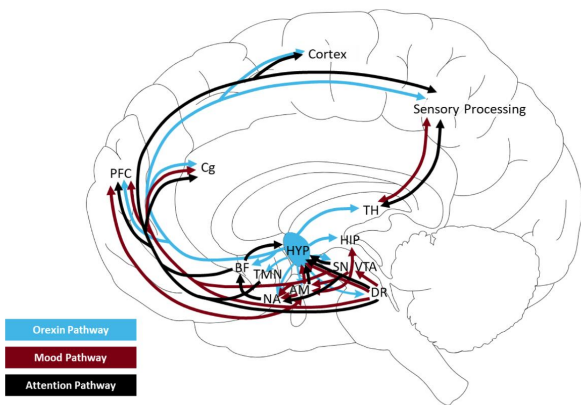 Cortex
Sensory Processing
PFC
Cg
TH
HYP
HIP
BF
TMN
SN
VTA
NA
AM
DR
Orexin Pathway
Mood Pathway
Attention Pathway